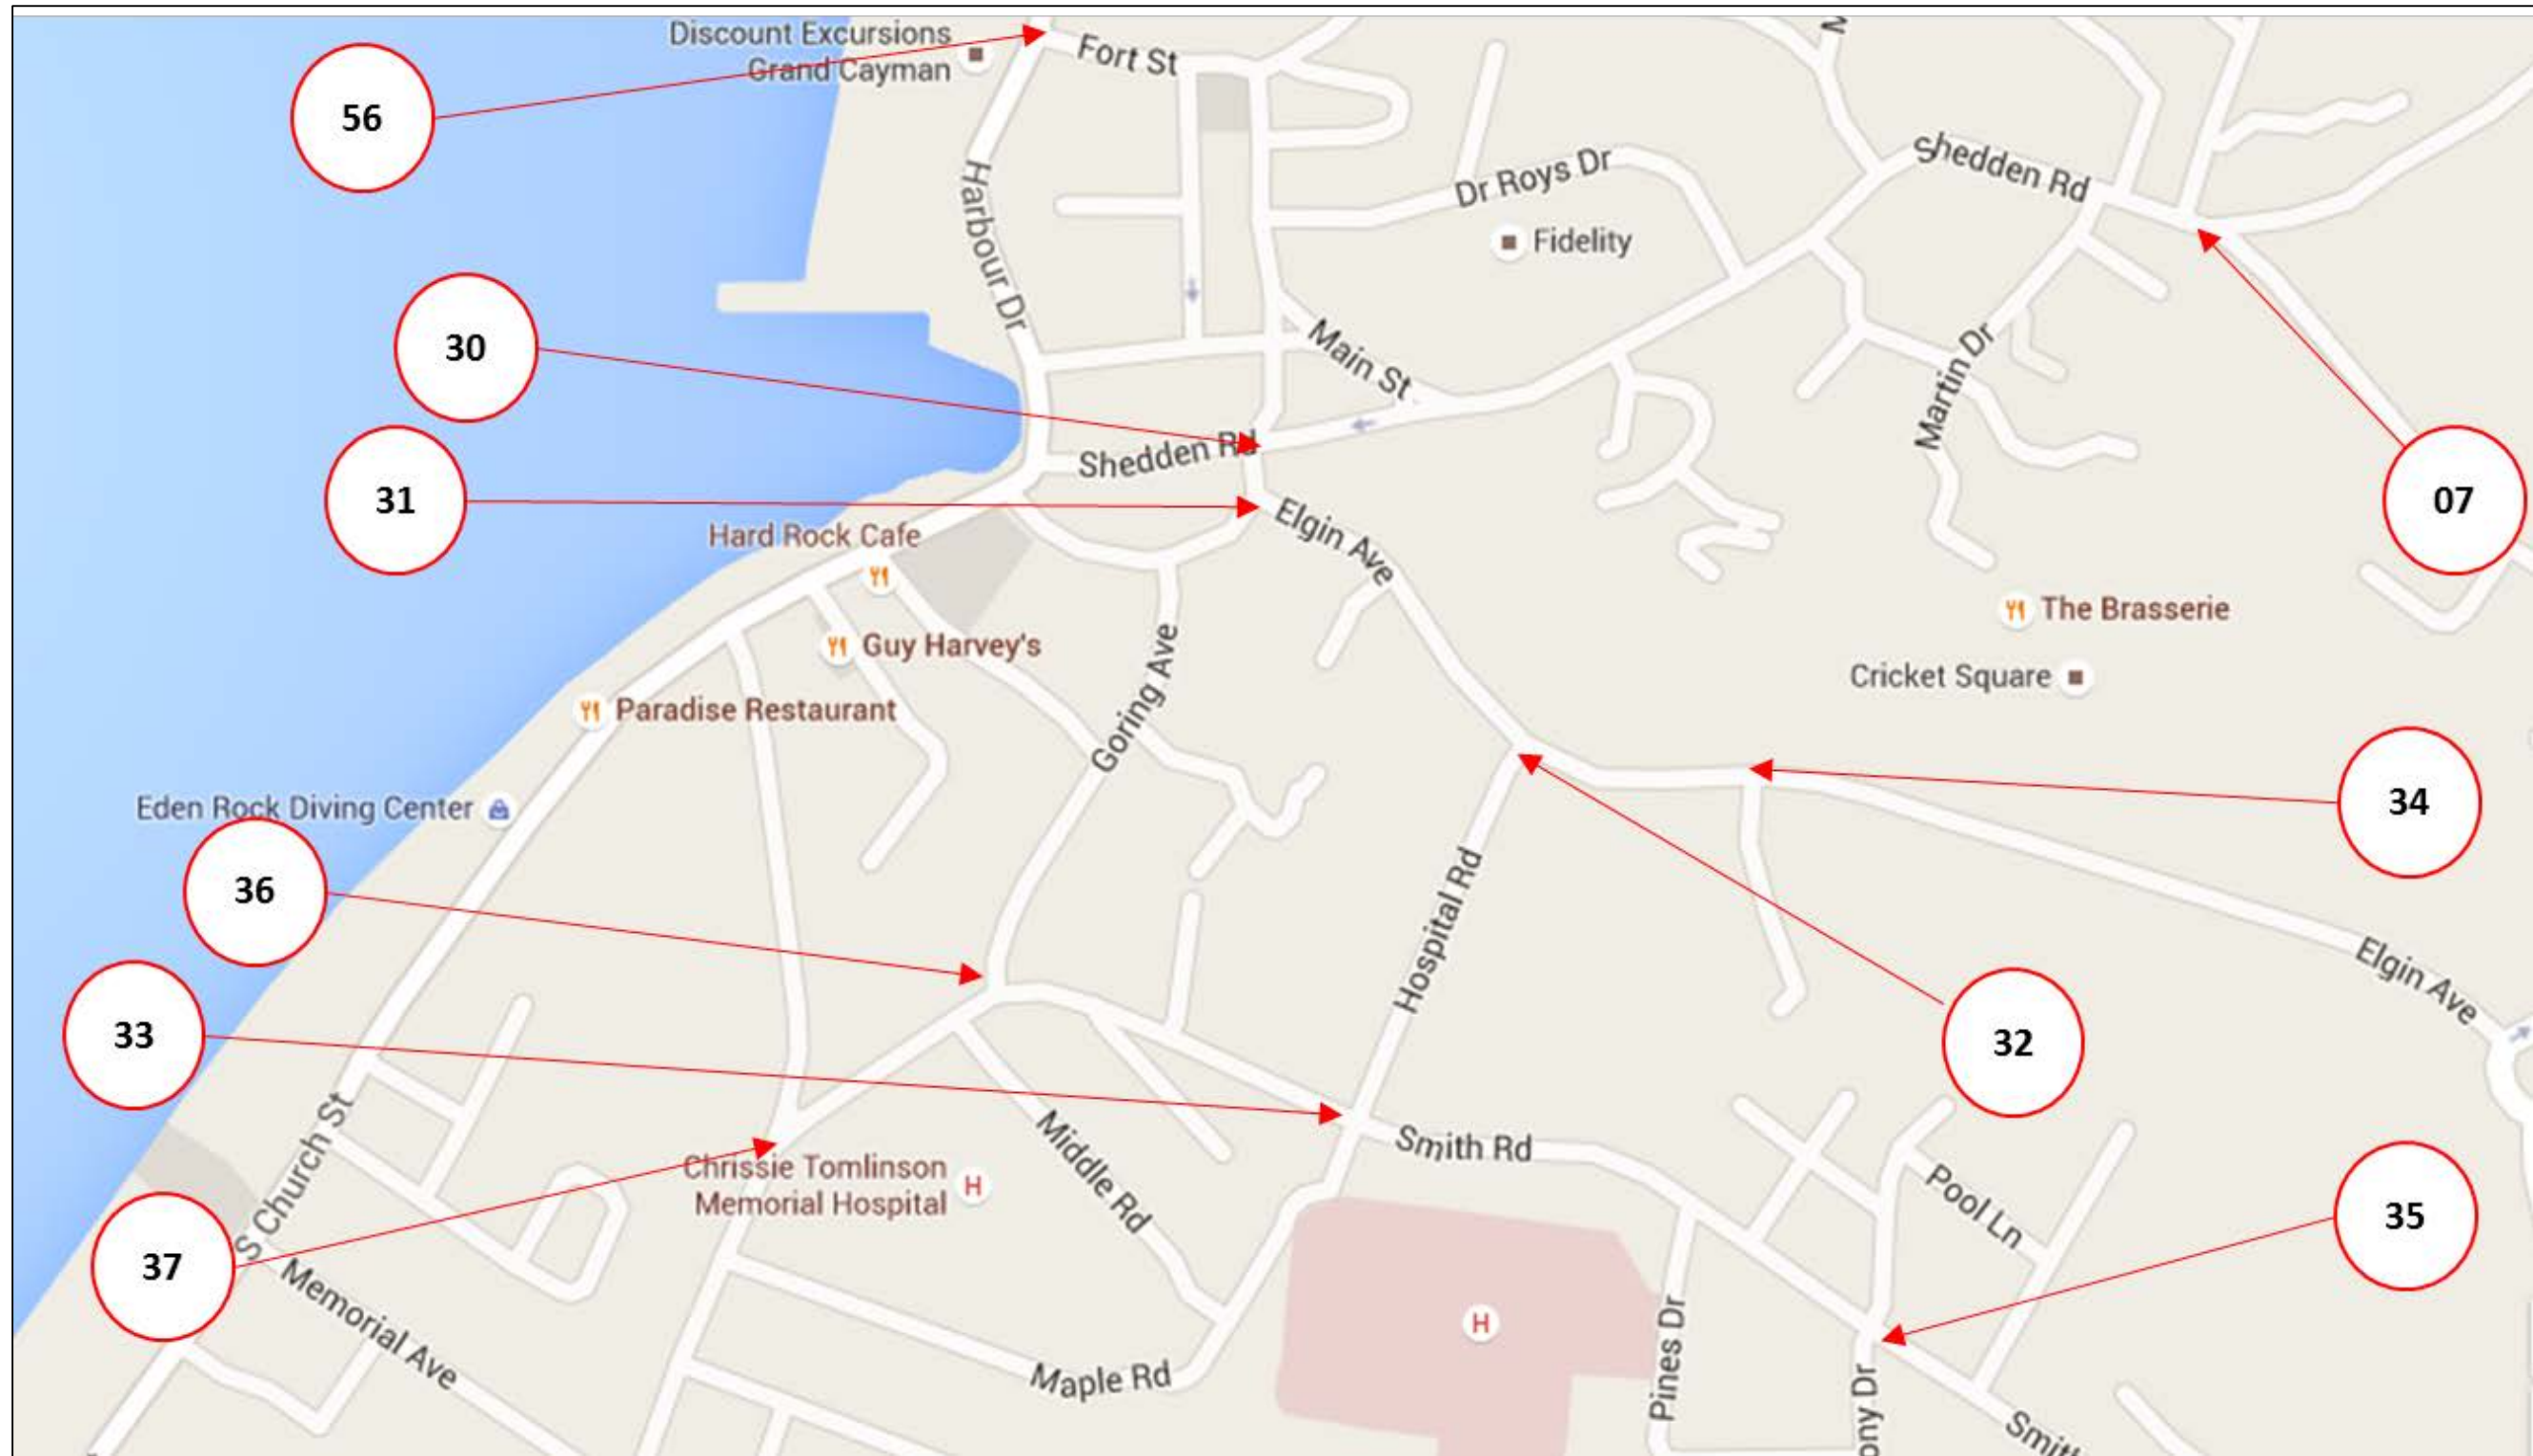 Discount Excursions
Grand Cayman
Fort St
56
Harbour Dr
Shedden Rd
Dr Roys Dr
Fidelity
30
Main St
Martin Dr
Shedden Rd
31
07
Elgin Ave
Hard Rock Cafe
The Brasserie
Guy Harvey's
Cricket Square
Goring Ave
Paradise Restaurant
Eden Rock Diving Center
34
36
Hospital Rd
Elgin Ave
33
32
S Church St
Smith Rd
Middle Rd
Chrissie Tomlinson
Memorial Hospital
H
Pool Ln
35
37
Memorial Ave
H
Pines Dr
Maple Rd
ony Dr
Smith